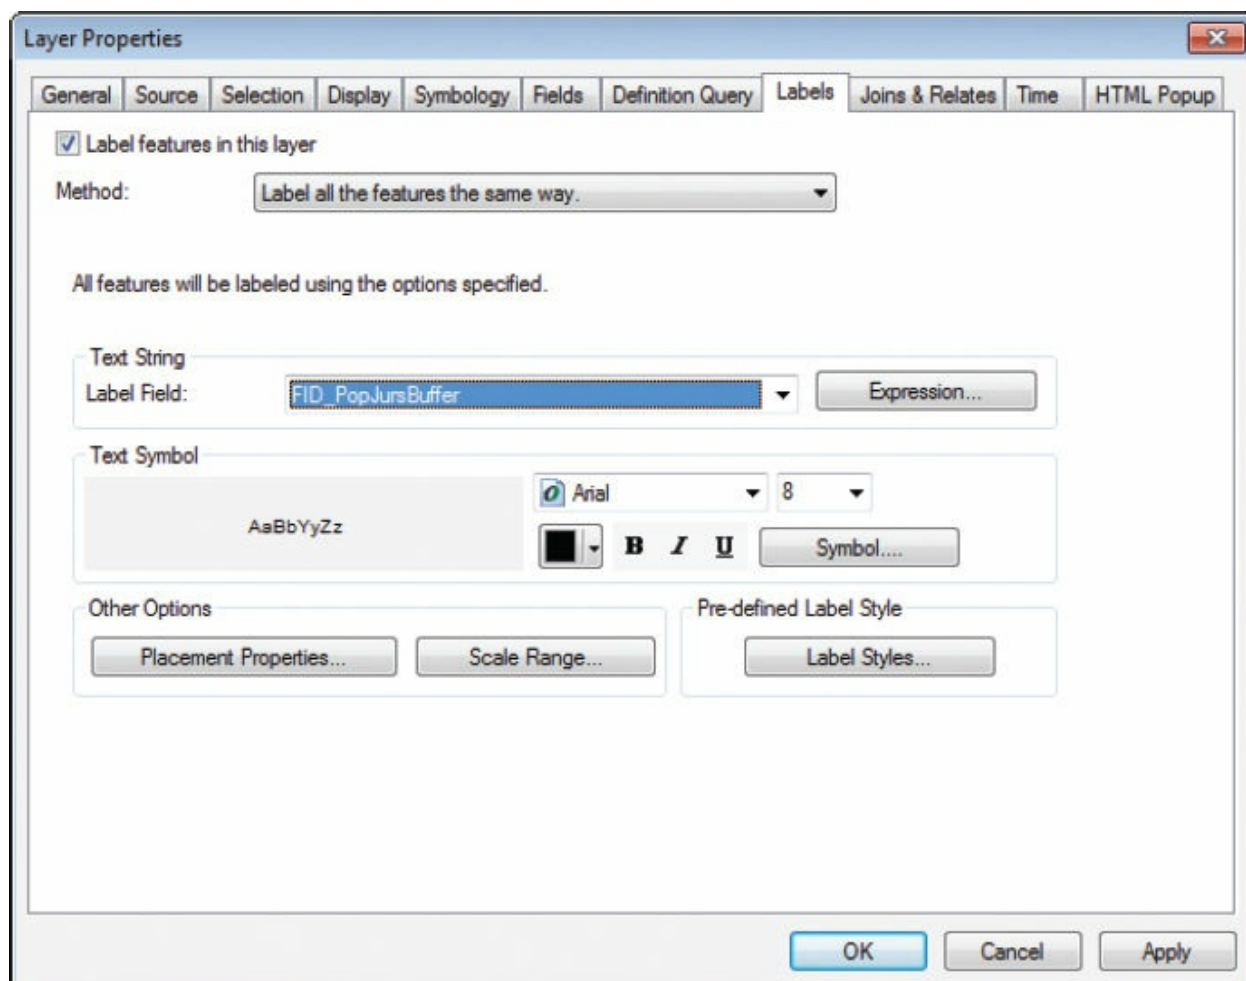 Layer Properties
General Source Selection Display Symbology Fields Definition Query Labels Joins & Relates Time HTML Popup
Label features in this layer
Method: Label all the features the same way.
All features will be labeled using the options specified.
Text String
Label Field: FID_PopJursBuffer Expression...
Text Symbol
AaBbYyZz
Arial 8
B I U Symbol....
Other Options
Placement Properties... Scale Range...
Pre-defined Label Style
Label Styles...
OK Cancel Apply